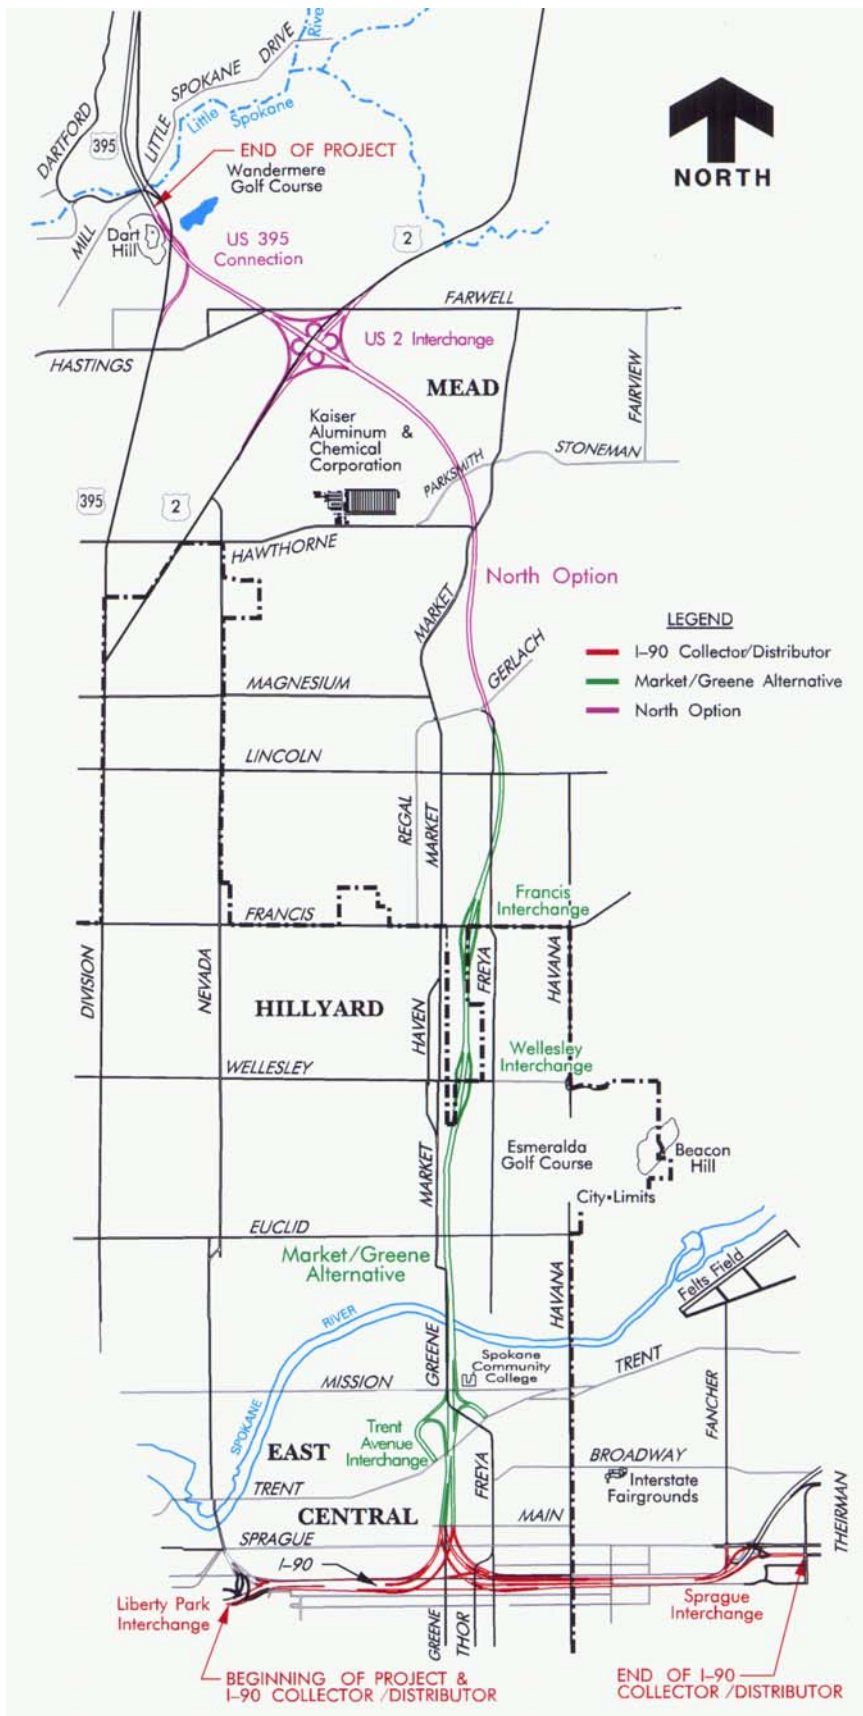 River
DARTFORD
LITTLE
SPOKANE
DRIVE
395
Little
Spokane
END OF PROJECT
Wandermere
Golf Course
NORTH
MILL
Dart
Hill
US 395
Connection
2
FARWELL
HASTINGS
US 2 Interchange
MEAD
FAIRVIEW
Kaiser
Aluminum &
Chemical
Corporation
PARKSMITH
STONEMAN
395
2
HAWTHORNE
North Option
MARKET
GERLACH
LEGEND
I-90 Collector/Distributor
Market/Greene Alternative
North Option
MAGNESIUM
LINCOLN
REGAL
MARKET
Francis
Interchange
FRANCIS
DIVISION
NEVADA
HILLYARD
HAVEN
FREYA
HAVANA
Wellesley
Interchange
WELLESLEY
MARKET
Esmeralda
Golf Course
Beacon
Hill
City•Limits
EUCLID
Market/Greene
Alternative
HAVANA
Felts Field
RIVER
GREENE
Spokane
Community
College
TRENT
MISSION
SPOKANE
FANCHER
Trent
Avenue
Interchange
EAST
CENTRAL
FREYA
BROADWAY
Interstate
Fairgrounds
TRENT
MAIN
THEIRMAN
SPRAGUE
I-90
Liberty Park
Interchange
GREENE
THOR
Sprague
Interchange
BEGINNING OF PROJECT &
I-90 COLLECTOR /DISTRIBUTOR
END OF I-90
COLLECTOR /DISTRIBUTOR